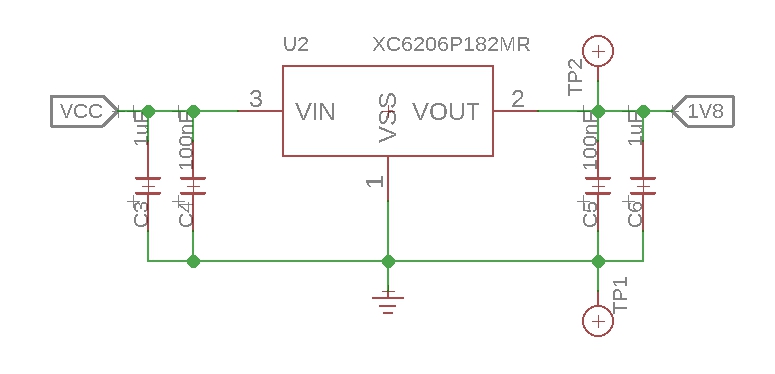 U2
XC6206P182MR
TP2
VCC
1uF
100nF
3
VIN
VSS
VOUT
2
100nF
1uF
1V8
1
C3
C4
C5
C6
TP1